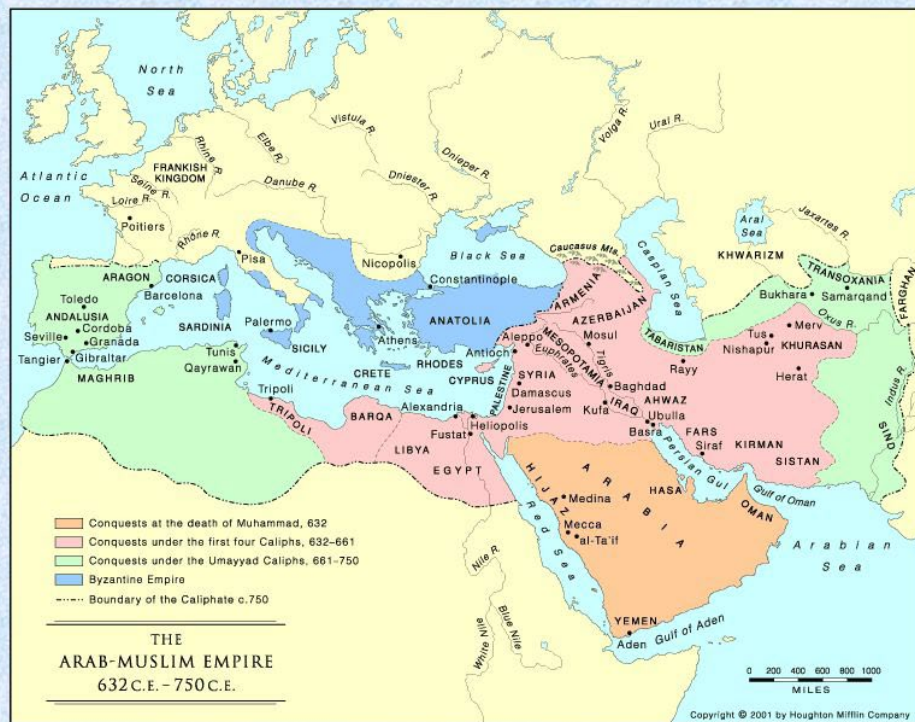 North
Sea
Atlantic
Ocean
FRANKISH
KINGDOM
Seine R.
Loire R.
Rhine R.
Elbe R.
Vistula R.
Danube R.
Dniester R.
Dnieper R.
Volga R.
Ural R.
Rhône R.
Poitiers
Pisa
Nicopolis
Black Sea
Constantinople
Caucasus Mts.
Caspian Sea
Aral
Sea
Jaxartes R.
KHWARIZM
TRANSOXANIA
FARGHANA
Bukhara
Samarqand
Oxus R.
ARAGON
Barcelona
CORSICA
Toledo
ANDALUSIA
Cordoba
Seville
Granada
Tangier
Gibraltar
MAGHRIB
SARDINIA
Palermo
SICILY
Tunis
Qayrawan
Athens
ANATOLIA
CRETE
RHODES
CYPRUS
Mediterranean Sea
ARMENIA
AZERBAIJAN
TABARISTAN
Aleppo
Antioch
MESOPOTAMIA
Euphrates
Mosul
Tigris
SYRIA
Damascus
PALESTINE
Jerusalem
Baghdad
IRAQ
Kufa
AHWAZ
Ubulla
Basra
Rayy
Tus
Merv
Nishapur
KHURASAN
Herat
FARS
Siraf
KIRMAN
SISTAN
SIND
Indus R.
Tripoli
TRIPOLI
BARQA
LIBYA
Alexandria
Heliopolis
Fustat
EGYPT
Persian Gul
Gulf of Oman
HIJAZ
ARABIA
HASA
OMAN
Medina
Mecca
al-Ta'if
Red Sea
Arabian
Sea
YEMEN
Aden
Gulf of Aden
Nile R.
White Nile
Blue Nile
Conquests at the death of Muhammad, 632
Conquests under the first four Caliphs, 632–661
Conquests under the Umayyad Caliphs, 661–750
Byzantine Empire
Boundary of the Caliphate c.750
THE
ARAB-MUSLIM EMPIRE
632 C.E. – 750 C.E.
0 200 400 600 800 1000
MILES
Copyright © 2001 by Houghton Mifflin Company